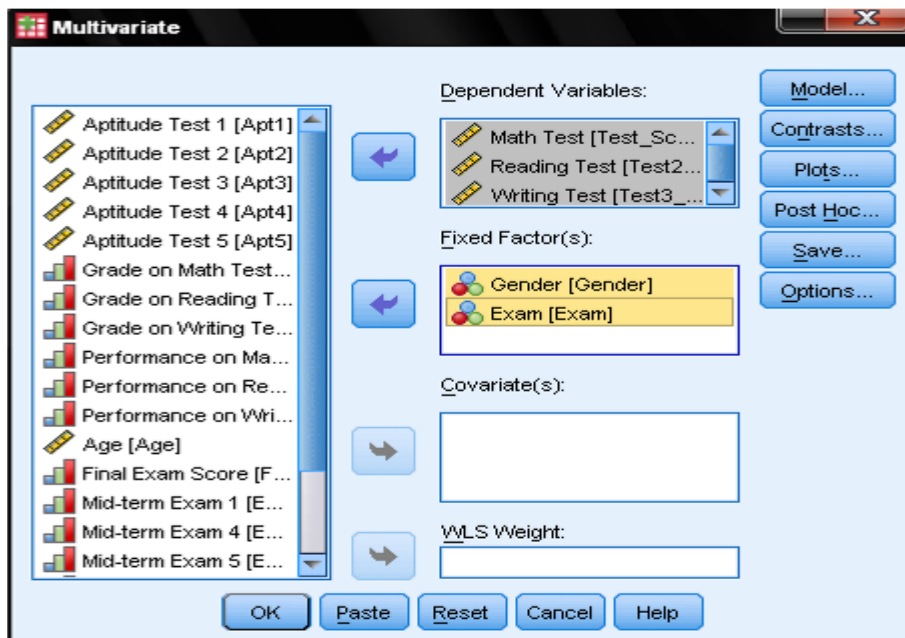 Multivariate
Aptitude Test 1 [Apt1]
Aptitude Test 2 [Apt2]
Aptitude Test 3 [Apt3]
Aptitude Test 4 [Apt4]
Aptitude Test 5 [Apt5]
Grade on Math Test...
Grade on Reading T...
Grade on Writing Te...
Performance on Ma...
Performance on Re...
Performance on Wri...
Age [Age]
Final Exam Score [F...
Mid-term Exam 1 [E...
Mid-term Exam 4 [E...
Mid-term Exam 5 [E...
Dependent Variables:
Math Test [Test_Sc...
Reading Test [Test2...
Writing Test [Test3_...
Fixed Factor(s):
Gender [Gender]
Exam [Exam]
Covariate(s):
WLS Weight:
Model...
Contrasts...
Plots...
Post Hoc...
Save...
Options...
OK
Paste
Reset
Cancel
Help